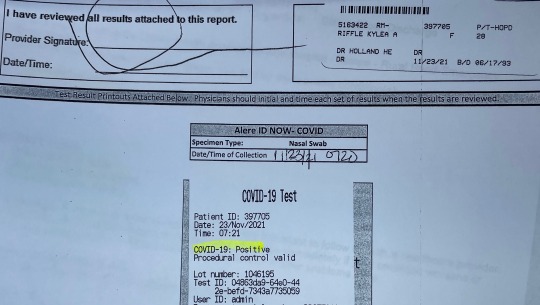 I have reviewed all results attached to this report.
Provider Signature:
Date/Time:
5163422 RM- 397705 P/T-HOPD
RIFFLE KYLEA A F 28
DR HOLLAND HE DR
DR 11/23/21 B/D 06/17/93
Test Result Printouts Attached Below. Physicians should initial and time each set of results when the results are reviewed.
Alere ID NOW- COVID
Specimen Type: Nasal Swab
Date/Time of Collection 11/23/21 0720
COVID-19 Test
Patient ID: 397705
Date: 23/Nov/2021
Time: 07:21
COVID-19: Positive
Procedural control valid
t
Lot number: 1046195
Test ID: 04863da9-64e0-44
2e-befd-7343a7735059
User ID: admin